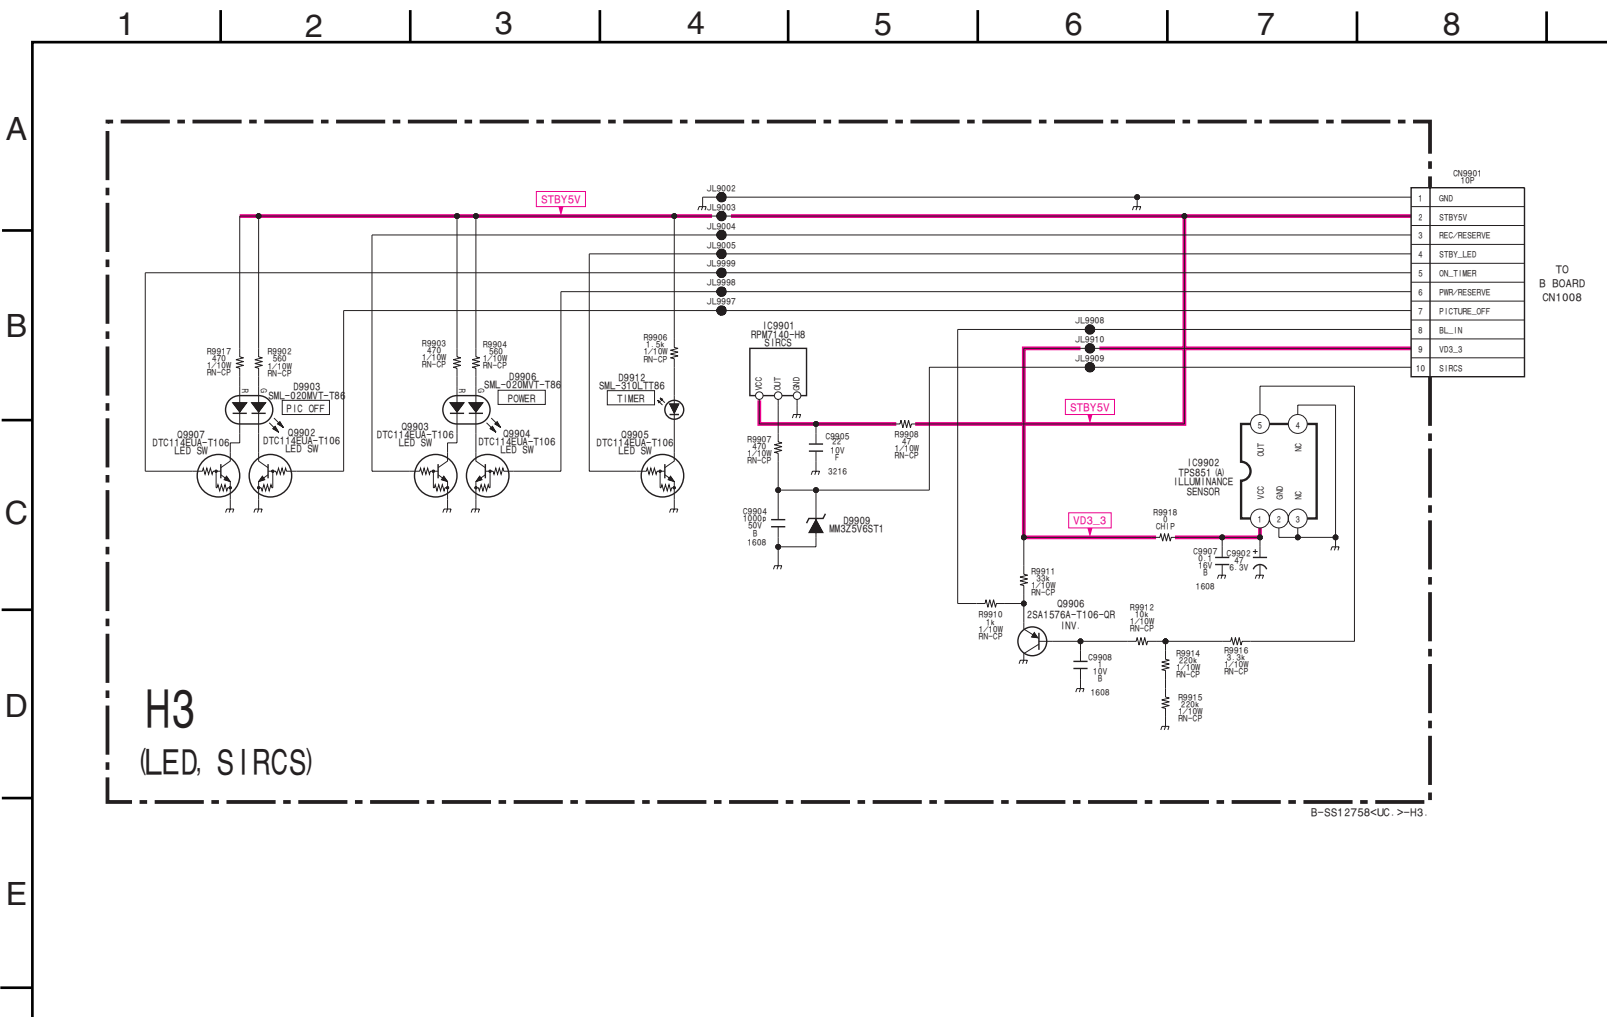 1 2 3 4 5 6 7 8
A
B
C
D
E
CN9901
10P
1 GND
2 STBY5V
3 REC/RESERVE
4 STBY_LED
5 ON_TIMER
6 PWR/RESERVE
7 PICTURE_OFF
8 BL_IN
9 VD3_3
10 SIRCS
TO
B BOARD
CN1008
STBY5V
JL9002
JL9003
JL9004
JL9005
JL9999
JL9998
JL9997
JL9908
JL9910
JL9909
R9917
470
1/10W
RN-CP
R9902
560
1/10W
RN-CP
R G
D9903
SML-020MVT-T86
PIC OFF
Q9907
DTC114EUA-T106
LED SW
Q9902
DTC114EUA-T106
LED SW
R9903
470
1/10W
RN-CP
R9904
560
1/10W
RN-CP
R G
D9906
SML-020MVT-T86
POWER
Q9903
DTC114EUA-T106
LED SW
Q9904
DTC114EUA-T106
LED SW
R9906
1.5k
1/10W
RN-CP
D9912
SML-310LTT86
TIMER
Q9905
DTC114EUA-T106
LED SW
IC9901
RPM7140-H8
SIRCS
VCC
OUT
GND
R9907
470
1/10W
RN-CP
C9905
22
10V
F
3216
R9908
47
1/10W
RN-CP
STBY5V
C9904
1000p
50V
B
1608
D9909
MM3Z5V6ST1
VD3_3
R9918
0
CHIP
IC9902
TPS851(A)
ILLUMINANCE
SENSOR
5 4
OUT
NC
VCC
GND
NC
1 2 3
C9907
0.1
16V
B
1608
C9902
47
6.3V
+
R9911
33k
1/10W
RN-CP
R9910
1k
1/10W
RN-CP
Q9906
2SA1576A-T106-QR
INV.
R9912
10k
1/10W
RN-CP
C9908
1
10V
B
1608
R9914
220k
1/10W
RN-CP
R9916
3.3k
1/10W
RN-CP
R9915
220k
1/10W
RN-CP
H3
(LED, SIRCS)
B-SS12758<UC.>-H3.